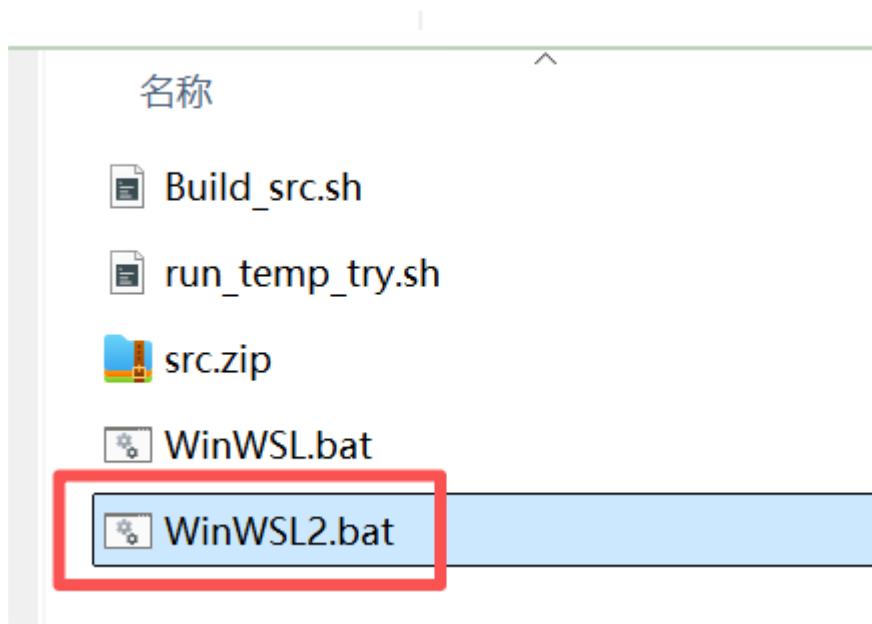 名称
Build_src.sh
run_temp_try.sh
src.zip
WinWSL.bat
WinWSL2.bat